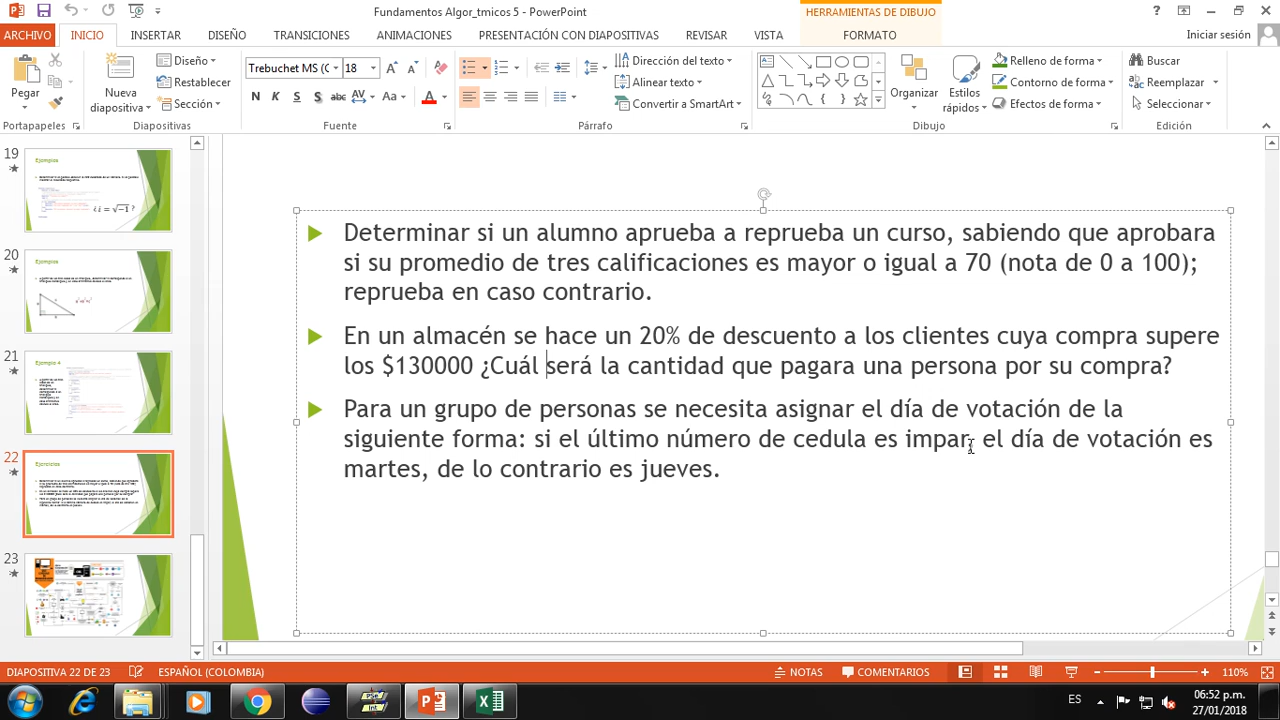 Fundamentos Algor_tmicos 5 - PowerPoint
HERRAMIENTAS DE DIBUJO
ARCHIVO INICIO INSERTAR DISEÑO TRANSICIONES ANIMACIONES PRESENTACIÓN CON DIAPOSITIVAS REVISAR VISTA FORMATO Iniciar sesión
Pegar
Nueva diapositiva
Diseño
Restablecer
Sección
Trebuchet MS (C 18
N K S S abc AV Aa A
Dirección del texto
Alinear texto
Convertir a SmartArt
Organizar
Estilos rápidos
Relleno de forma
Contorno de forma
Efectos de forma
Buscar
Reemplazar
Seleccionar
Portapapeles Diapositivas Fuente Párrafo Dibujo Edición
19
Ejemplos
20
Ejemplos
21
Ejemplo 4
22
Ejercicios
23
Determinar si un alumno aprueba a reprueba un curso, sabiendo que aprobara
si su promedio de tres calificaciones es mayor o igual a 70 (nota de 0 a 100);
reprueba en caso contrario.
En un almacén se hace un 20% de descuento a los clientes cuya compra supere
los $130000 ¿Cuál será la cantidad que pagara una persona por su compra?
Para un grupo de personas se necesita asignar el día de votación de la
siguiente forma: si el último número de cedula es impar, el día de votación es
martes, de lo contrario es jueves.
DIAPOSITIVA 22 DE 23 ESPAÑOL (COLOMBIA) NOTAS COMENTARIOS 110%
ES 06:52 p.m.
27/01/2018